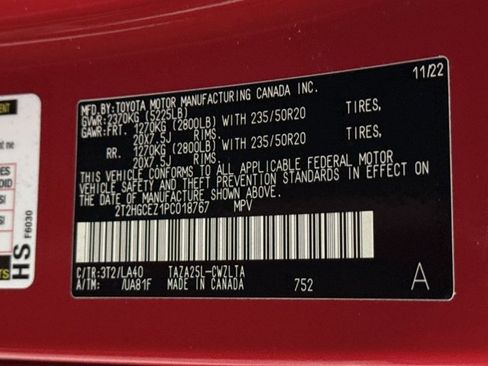 MFD.BY:TOYOTA MOTOR MANUFACTURING CANADA INC. 11/22
GVWR:2370KG (5225LB)
GAWR:FRT. 1270KG (2800LB) WITH 235/50R20 TIRES,
20X7.5J RIMS.
RR. 1270KG (2800LB) WITH 235/50R20 TIRES,
20X7.5J RIMS.
THIS VEHICLE CONFORMS TO ALL APPLICABLE FEDERAL MOTOR
VEHICLE SAFETY AND THEFT PREVENTION STANDARDS IN EFFECT ON
THE DATE OF MANUFACTURE SHOWN ABOVE.
2T2HGCEZ1PC018767 MPV
C/TR:3T2/LA40 TAZA25L-CWZLTA
A/TM: /UA81F MADE IN CANADA 752 A
HS F6030